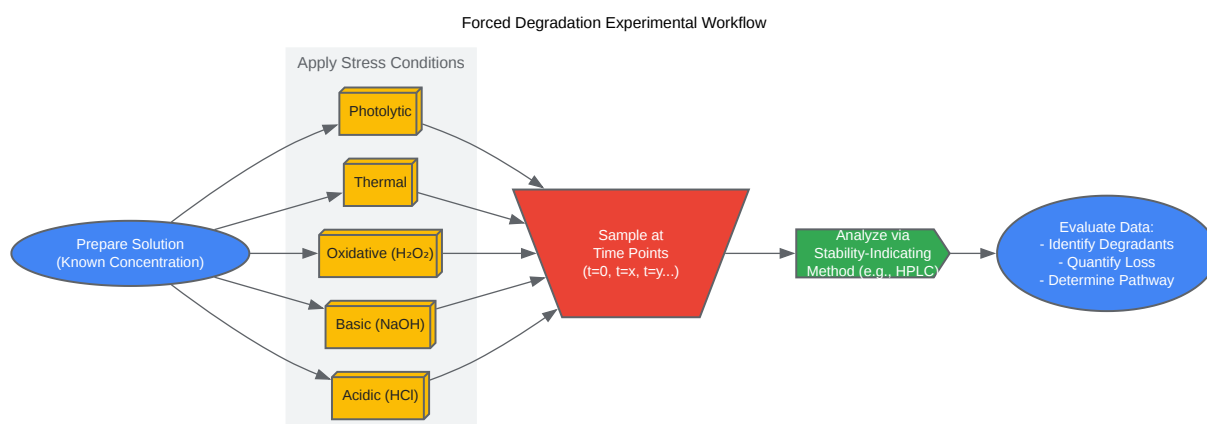 Forced Degradation Experimental Workflow
Apply Stress Conditions
Photolytic
Thermal
Oxidative (H₂O₂)
Basic (NaOH)
Acidic (HCl)
Prepare Solution
(Known Concentration)
Sample at
Time Points
(t=0, t=x, t=y...)
Analyze via
Stability-Indicating
Method (e.g., HPLC)
Evaluate Data:
- Identify Degradants
- Quantify Loss
- Determine Pathway